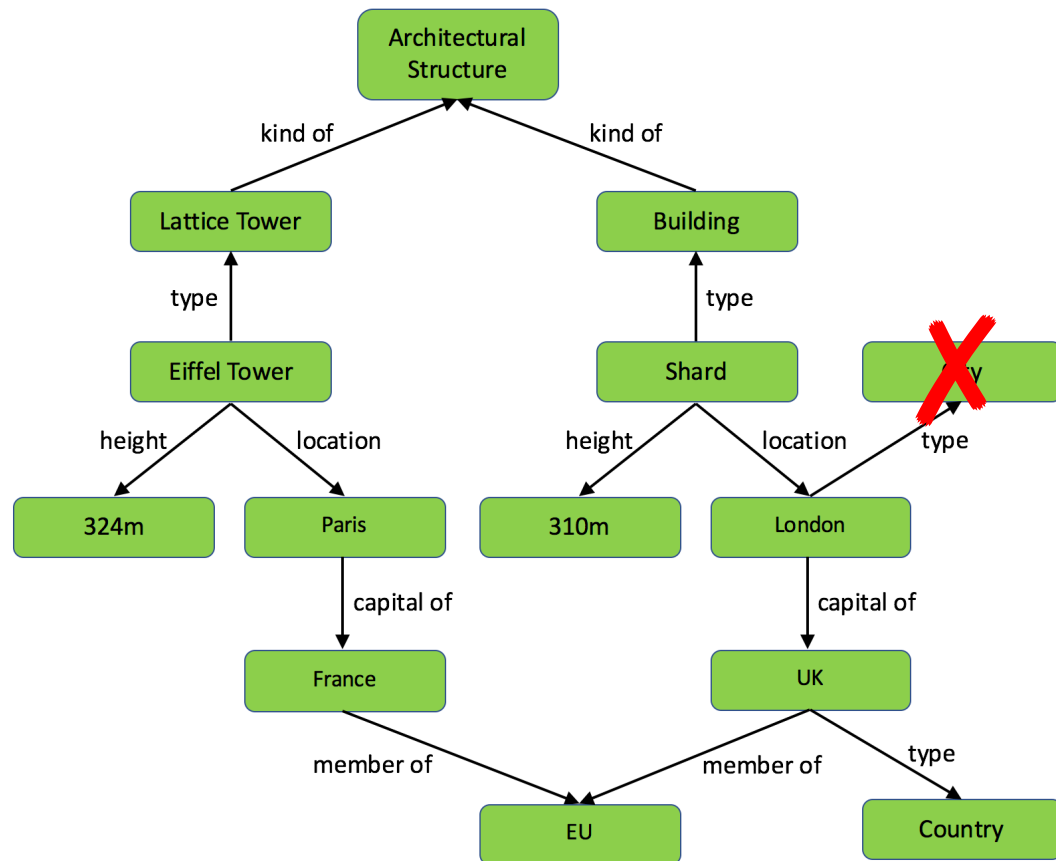 Architectural
Structure
kind of
kind of
Lattice Tower
Building
type
type
Eiffel Tower
Shard
height
location
height
location
type
324m
Paris
310m
London
capital of
capital of
France
UK
member of
member of
type
EU
Country